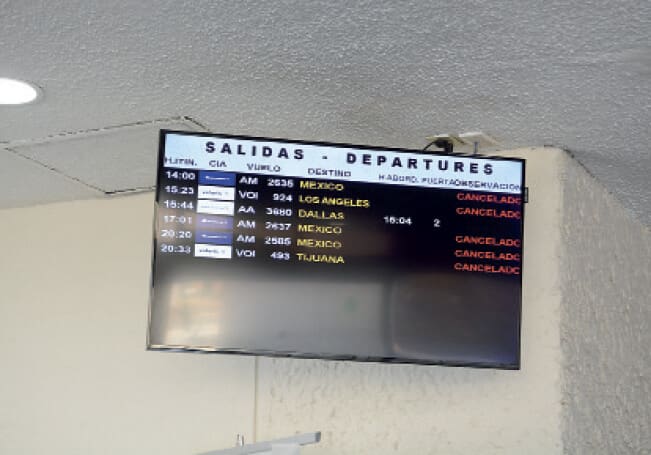 SALIDAS - DEPARTURES
H.ITIN. CIA VUELO DESTINO H.ABORD. PUERTA OBSERVACION
14:00 AM 2635 MEXICO CANCELADO
15:23 VOI 924 LOS ANGELES CANCELADO
15:44 AA 3680 DALLAS 15:04 2
17:01 AM 2637 MEXICO CANCELADO
20:20 AM 2685 MEXICO CANCELADO
20:33 VOI 493 TIJUANA CANCELADO